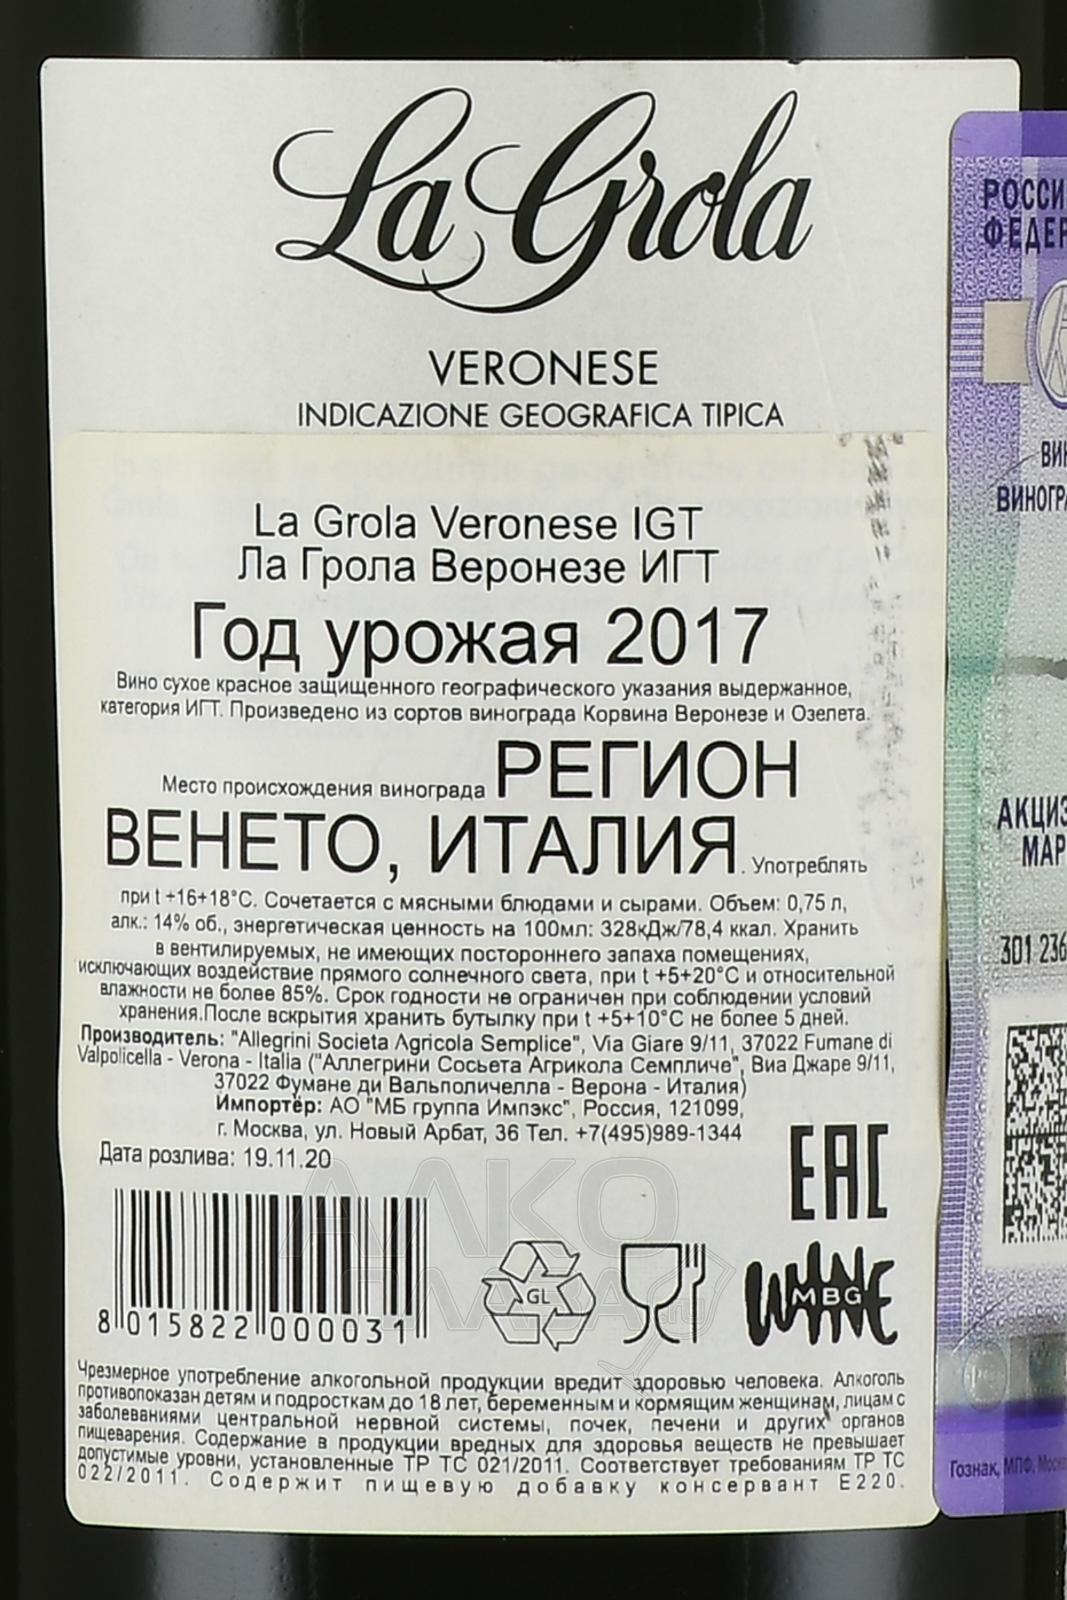 La Grola
VERONESE
INDICAZIONE GEOGRAFICA TIPICA
La Grola Veronese IGT
Ла Грола Веронезе ИГТ
Год урожая 2017
Вино сухое красное защищенного географического указания выдержанное,
категория ИГТ. Произведено из сортов винограда Корвина Веронезе и Озелета.
Место происхождения винограда РЕГИОН
ВЕНЕТО, ИТАЛИЯ. Употреблять
при t +16+18°C. Сочетается с мясными блюдами и сырами. Объем: 0,75 л,
алк.: 14% об., энергетическая ценность на 100мл: 328кДж/78,4 ккал. Хранить
в вентилируемых, не имеющих постороннего запаха помещениях,
исключающих воздействие прямого солнечного света, при t +5+20°C и относительной
влажности не более 85%. Срок годности не ограничен при соблюдении условий
хранения.После вскрытия хранить бутылку при t +5+10°C не более 5 дней.
Производитель: "Allegrini Societa Agricola Semplice", Via Giare 9/11, 37022 Fumane di
Valpolicella - Verona - Italia ("Аллегрини Сосьета Агрикола Семпличе", Виа Джаре 9/11,
37022 Фумане ди Вальполичелла - Верона - Италия)
Импортёр: АО "МБ группа Импэкс", Россия, 121099,
г. Москва, ул. Новый Арбат, 36 Тел. +7(495)989-1344
Дата розлива: 19.11.20
EAC
8 015822 000031
GL
WINE
MBG
Чрезмерное употребление алкогольной продукции вредит здоровью человека. Алкоголь
противопоказан детям и подросткам до 18 лет, беременным и кормящим женщинам, лицам с
заболеваниями центральной нервной системы, почек, печени и других органов
пищеварения. Содержание в продукции вредных для здоровья веществ не превышает
допустимые уровни, установленные ТР ТС 021/2011. Соответствует требованиям ТР ТС
022/2011. Содержит пищевую добавку консервант Е220.
РОССИ
ФЕДЕР
ВИН
ВИНОГРА
АКЦИЗ
МАР
301 236
Гознак, МПФ, Моск